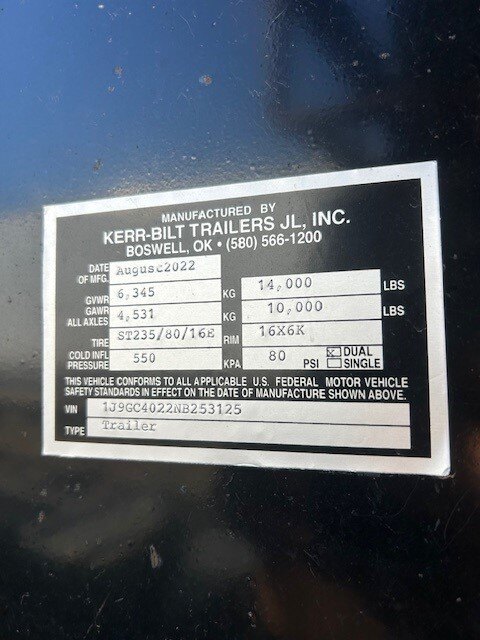 MANUFACTURED BY
KERR-BILT TRAILERS JL, INC.
BOSWELL, OK • (580) 566-1200
DATE OF MFG. August2022
GVWR 6,345 KG 14,000 LBS
GAWR ALL AXLES 4,531 KG 10,000 LBS
TIRE ST235/80/16E RIM 16X6K
COLD INFL PRESSURE 550 KPA 80 PSI ☒ DUAL ☐ SINGLE
THIS VEHICLE CONFORMS TO ALL APPLICABLE U.S. FEDERAL MOTOR VEHICLE
SAFETY STANDARDS IN EFFECT ON THE DATE OF MANUFACTURE SHOWN ABOVE.
VIN 1J9GC4022NB253125
TYPE Trailer